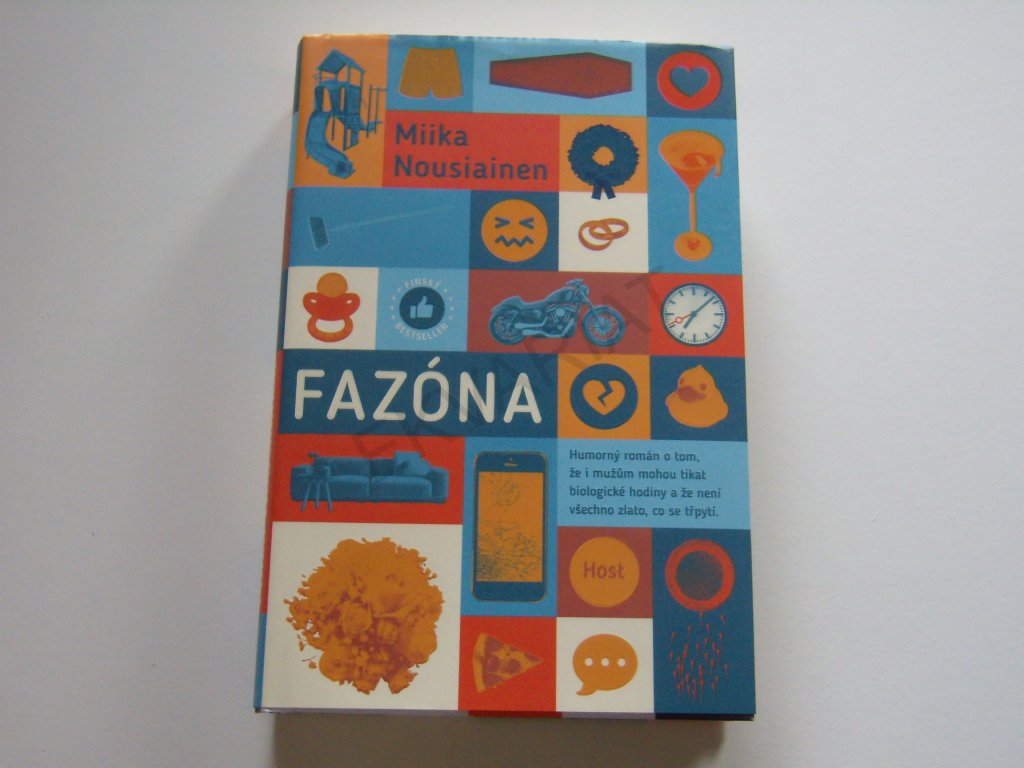 Miika
Nousiainen
FINSKÝ
BESTSELLER
FAZÓNA
Humorný román o tom,
že i mužům mohou tikat
biologické hodiny a že není
všechno zlato, co se třpytí.
Host